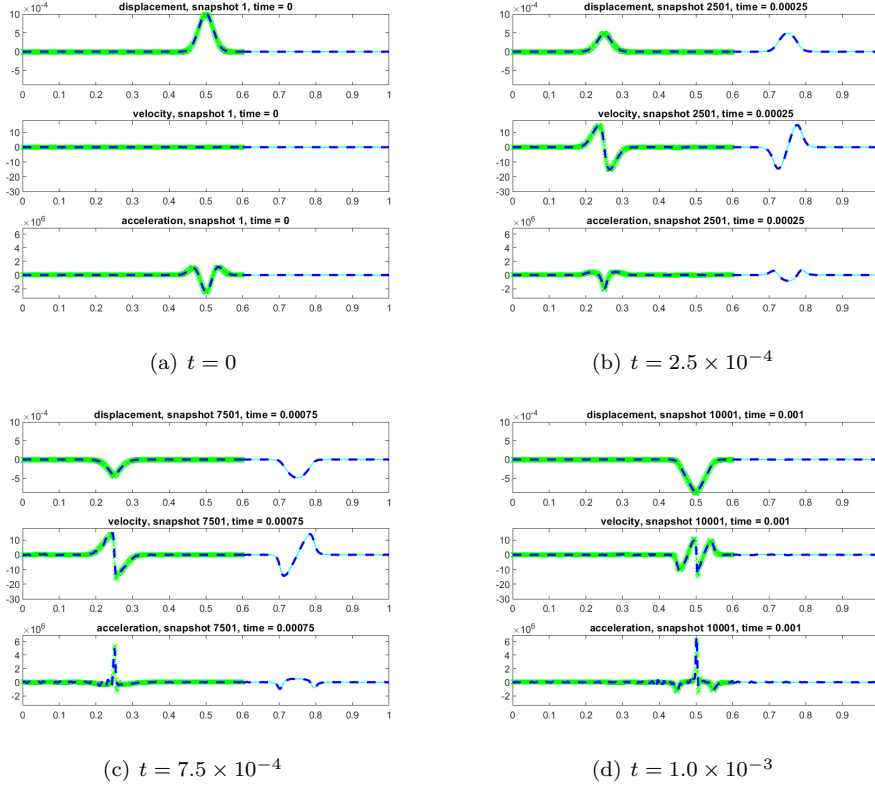 ×10⁻⁴ displacement, snapshot 1, time = 0
10
5
0
-5
0 0.1 0.2 0.3 0.4 0.5 0.6 0.7 0.8 0.9 1
velocity, snapshot 1, time = 0
10
0
-10
-20
-30
0 0.1 0.2 0.3 0.4 0.5 0.6 0.7 0.8 0.9 1
×10⁶ acceleration, snapshot 1, time = 0
6
4
2
0
-2
0 0.1 0.2 0.3 0.4 0.5 0.6 0.7 0.8 0.9 1
(a) t = 0
×10⁻⁴ displacement, snapshot 2501, time = 0.00025
10
5
0
-5
0 0.1 0.2 0.3 0.4 0.5 0.6 0.7 0.8 0.9
velocity, snapshot 2501, time = 0.00025
10
0
-10
-20
-30
0 0.1 0.2 0.3 0.4 0.5 0.6 0.7 0.8 0.9
×10⁶ acceleration, snapshot 2501, time = 0.00025
6
4
2
0
-2
0 0.1 0.2 0.3 0.4 0.5 0.6 0.7 0.8 0.9
(b) t = 2.5 × 10⁻⁴
×10⁻⁴ displacement, snapshot 7501, time = 0.00075
10
5
0
-5
0 0.1 0.2 0.3 0.4 0.5 0.6 0.7 0.8 0.9 1
velocity, snapshot 7501, time = 0.00075
10
0
-10
-20
-30
0 0.1 0.2 0.3 0.4 0.5 0.6 0.7 0.8 0.9 1
×10⁶ acceleration, snapshot 7501, time = 0.00075
6
4
2
0
-2
0 0.1 0.2 0.3 0.4 0.5 0.6 0.7 0.8 0.9 1
(c) t = 7.5 × 10⁻⁴
×10⁻⁴ displacement, snapshot 10001, time = 0.001
10
5
0
-5
0 0.1 0.2 0.3 0.4 0.5 0.6 0.7 0.8 0.9
velocity, snapshot 10001, time = 0.001
10
0
-10
-20
-30
0 0.1 0.2 0.3 0.4 0.5 0.6 0.7 0.8 0.9
×10⁶ acceleration, snapshot 10001, time = 0.001
6
4
2
0
-2
0 0.1 0.2 0.3 0.4 0.5 0.6 0.7 0.8 0.9
(d) t = 1.0 × 10⁻³